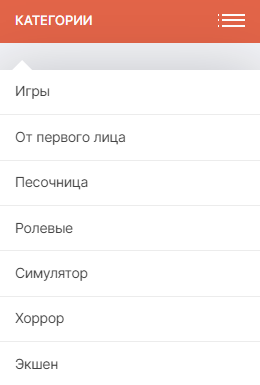 КАТЕГОРИИ
Игры
От первого лица
Песочница
Ролевые
Симулятор
Хоррор
Экшен